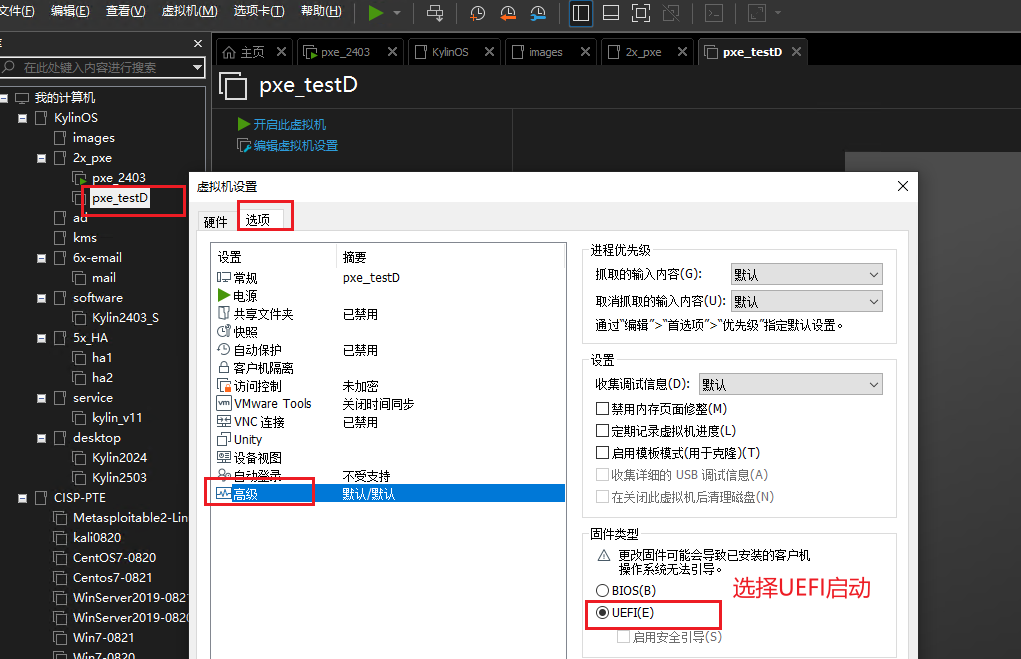 文件(F) 编辑(E) 查看(V) 虚拟机(M) 选项卡(T) 帮助(H)
在此处键入内容进行搜索
主页 pxe_2403 KylinOS images 2x_pxe pxe_testD
pxe_testD
开启此虚拟机
编辑虚拟机设置
我的计算机
KylinOS
images
2x_pxe
pxe_2403
pxe_testD
ad
kms
6x-email
mail
software
Kylin2403_S
5x_HA
ha1
ha2
service
kylin_v11
desktop
Kylin2024
Kylin2503
CISP-PTE
Metasploitable2-Lin
kali0820
CentOS7-0820
Centos7-0821
WinServer2019-0821
WinServer2019-0820
Win7-0821
Win7-0820
虚拟机设置
硬件 选项
设置 摘要
常规 pxe_testD
电源
共享文件夹 已禁用
快照
自动保护 已禁用
客户机隔离
访问控制 未加密
VMware Tools 关闭时间同步
VNC 连接 已禁用
Unity
设备视图
自动登录 不受支持
高级 默认/默认
进程优先级
抓取的输入内容(G): 默认
取消抓取的输入内容(U): 默认
通过“编辑”>“首选项”>“优先级”指定默认设置。
设置
收集调试信息(D): 默认
禁用内存页面修整(M)
定期记录虚拟机进度(L)
启用模板模式(用于克隆)(T)
收集详细的 USB 调试信息(A)
在关闭此虚拟机后清理磁盘(N)
固件类型
更改固件可能会导致已安装的客户机
操作系统无法引导。
BIOS(B)
选择UEFI启动
UEFI(E)
启用安全引导(S)